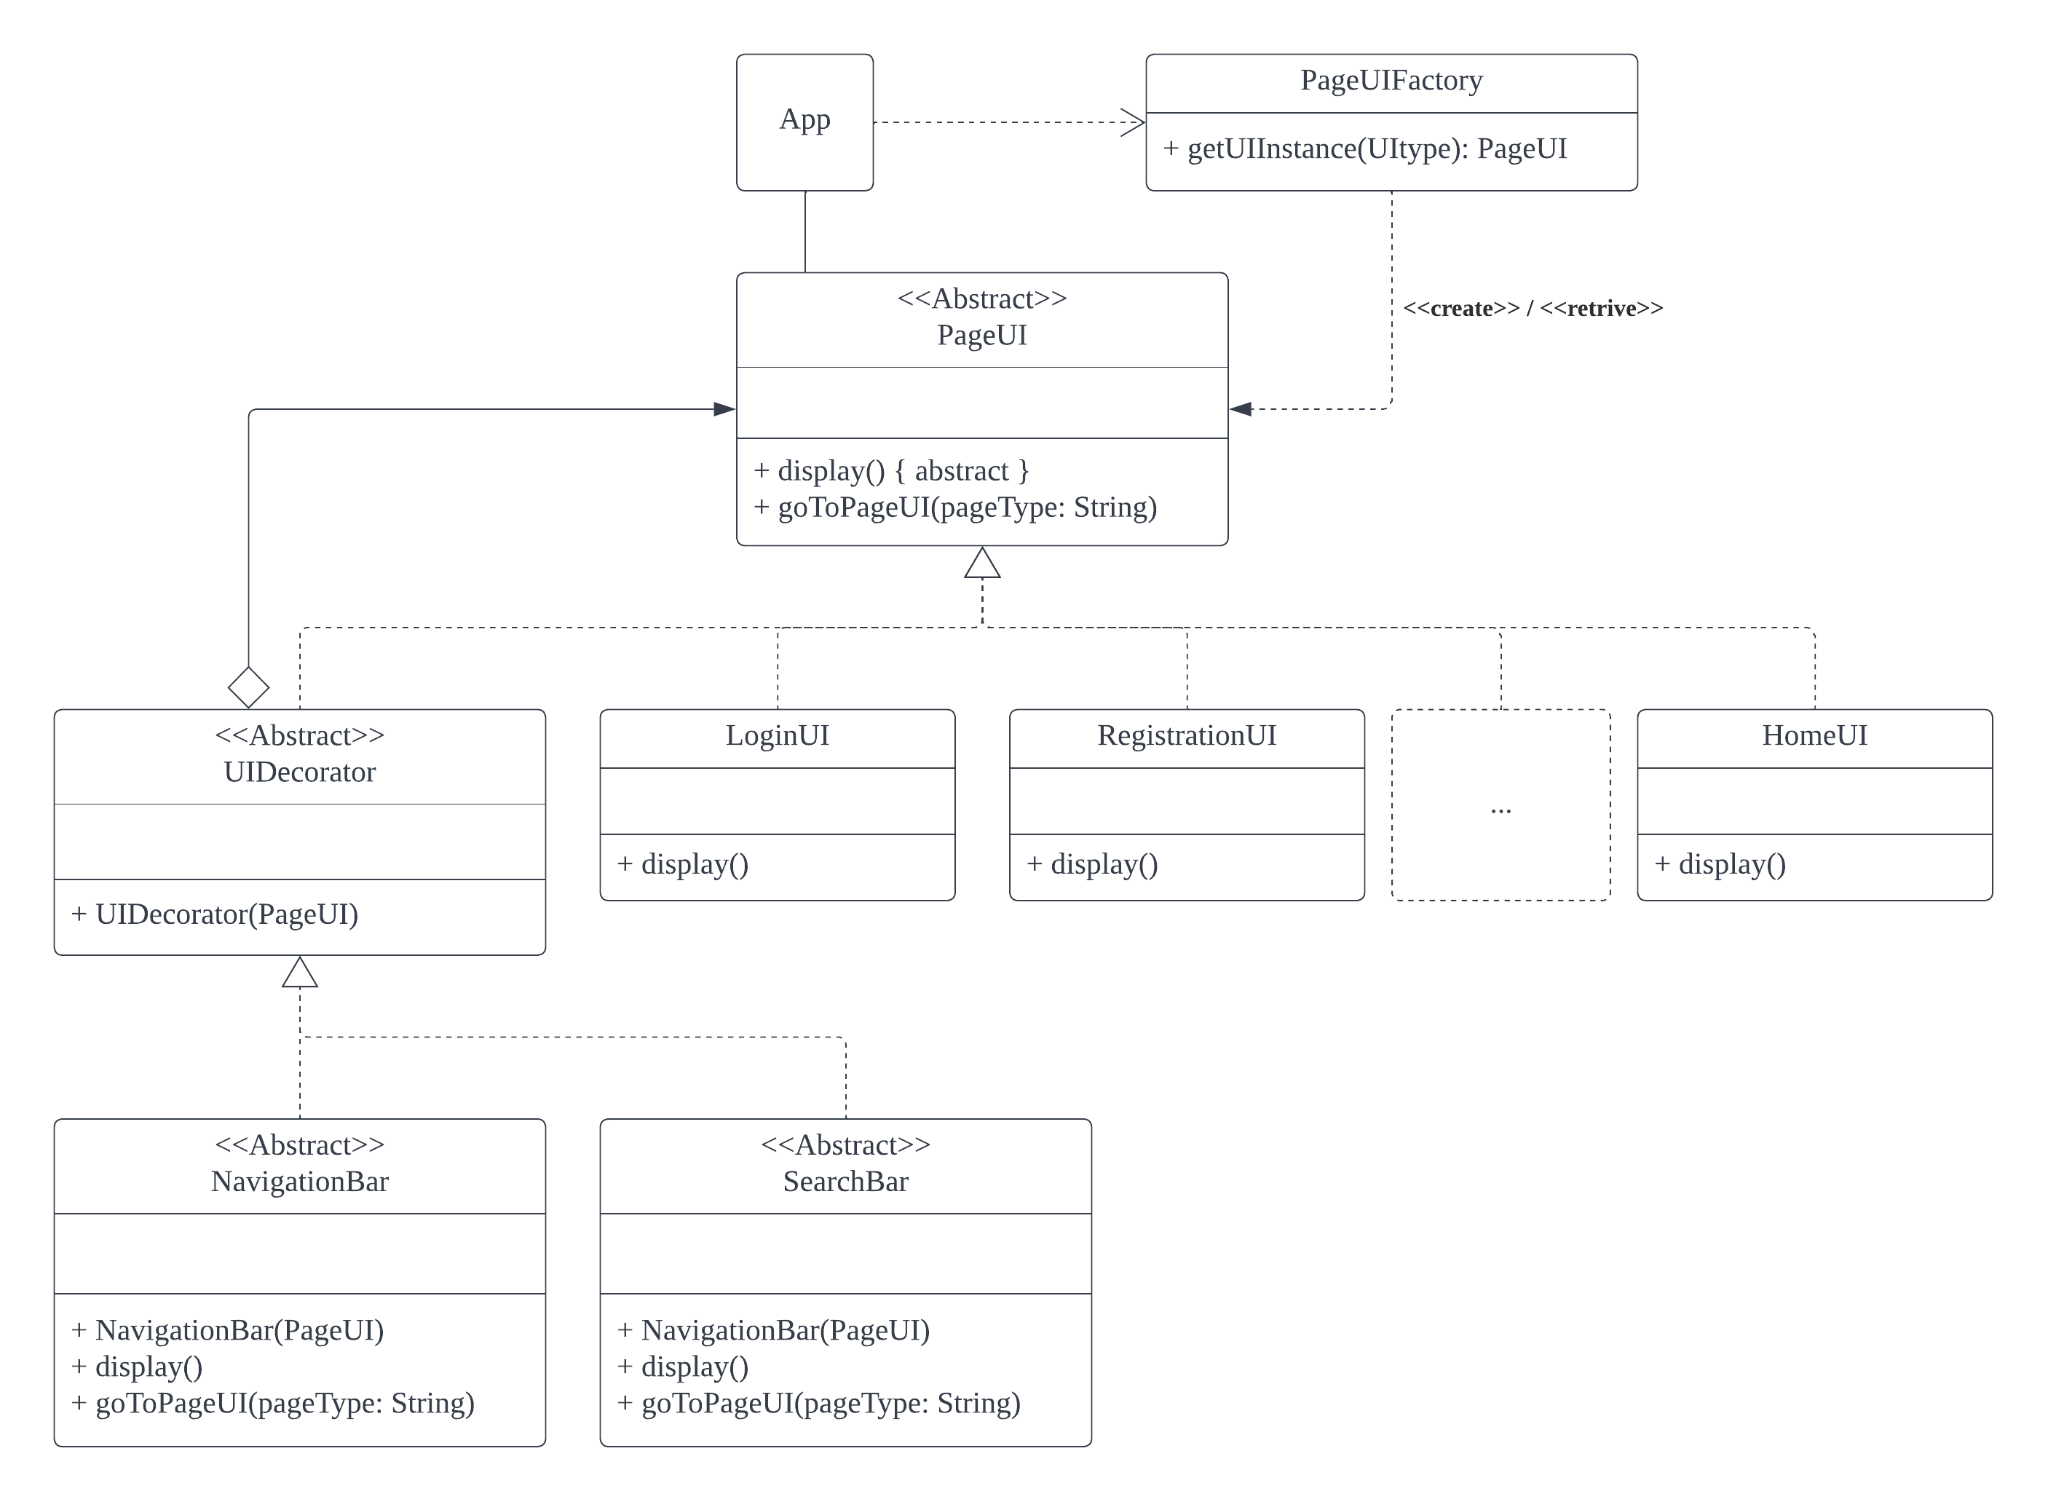 App
PageUIFactory
+ getUIInstance(UItype): PageUI
<<Abstract>>
PageUI
<<create>> / <<retrive>>
+ display() { abstract }
+ goToPageUI(pageType: String)
<<Abstract>>
UIDecorator
+ UIDecorator(PageUI)
LoginUI
+ display()
RegistrationUI
+ display()
...
HomeUI
+ display()
<<Abstract>>
NavigationBar
+ NavigationBar(PageUI)
+ display()
+ goToPageUI(pageType: String)
<<Abstract>>
SearchBar
+ NavigationBar(PageUI)
+ display()
+ goToPageUI(pageType: String)